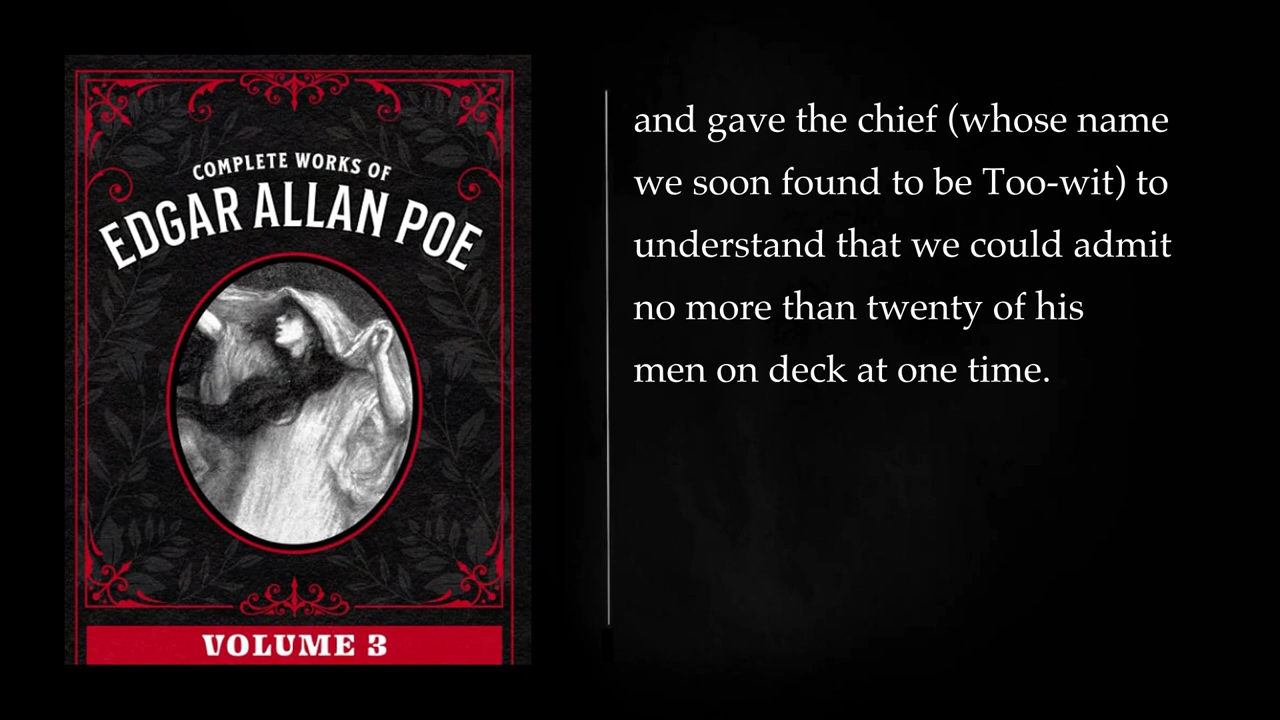 COMPLETE WORKS OF
EDGAR ALLAN POE
VOLUME 3
and gave the chief (whose name
we soon found to be Too-wit) to
understand that we could admit
no more than twenty of his
men on deck at one time.